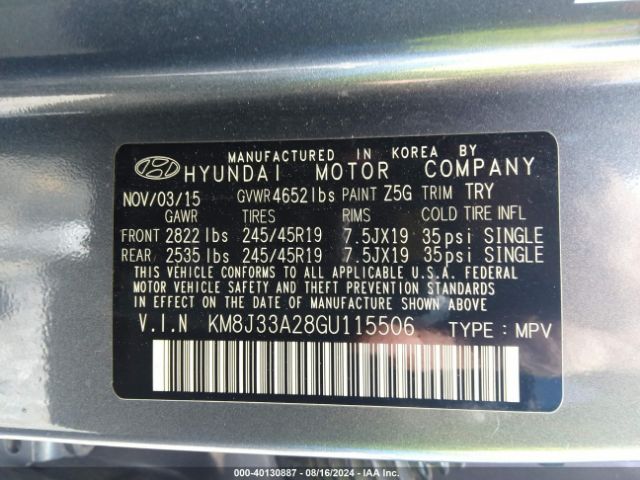 MANUFACTURED IN KOREA BY
HYUNDAI MOTOR COMPANY
NOV/03/15 GVWR 4652lbs PAINT Z5G TRIM TRY
GAWR TIRES RIMS COLD TIRE INFL
FRONT 2822 lbs 245/45R19 7.5JX19 35psi SINGLE
REAR 2535 lbs 245/45R19 7.5JX19 35psi SINGLE
THIS VEHICLE CONFORMS TO ALL APPLICABLE U.S.A. FEDERAL
MOTOR VEHICLE SAFETY AND THEFT PREVENTION STANDARDS
IN EFFECT ON THE DATE OF MANUFACTURE SHOWN ABOVE
V.I.N KM8J33A28GU115506 TYPE : MPV
000-40130887 - 08/16/2024 - IAA Inc.